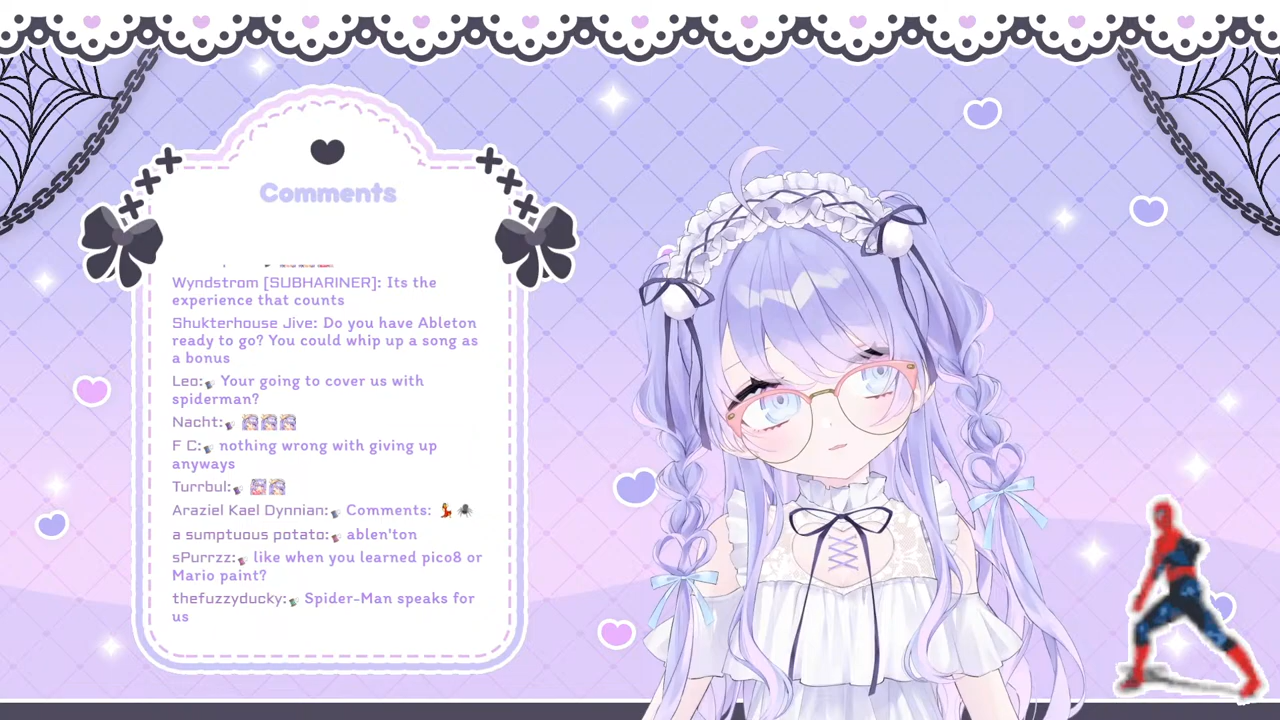 Comments
Wyndstrom [SUBHARINER]: Its the
experience that counts
Shukterhouse Jive: Do you have Ableton
ready to go? You could whip up a song as
a bonus
Leo: Your going to cover us with
spiderman?
Nacht:
F C: nothing wrong with giving up
anyways
Turrbul:
Araziel Kael Dynnian: Comments: 💃 🕷
a sumptuous potato: ablen'ton
sPurrzz: like when you learned pico8 or
Mario paint?
thefuzzyducky: Spider-Man speaks for
us